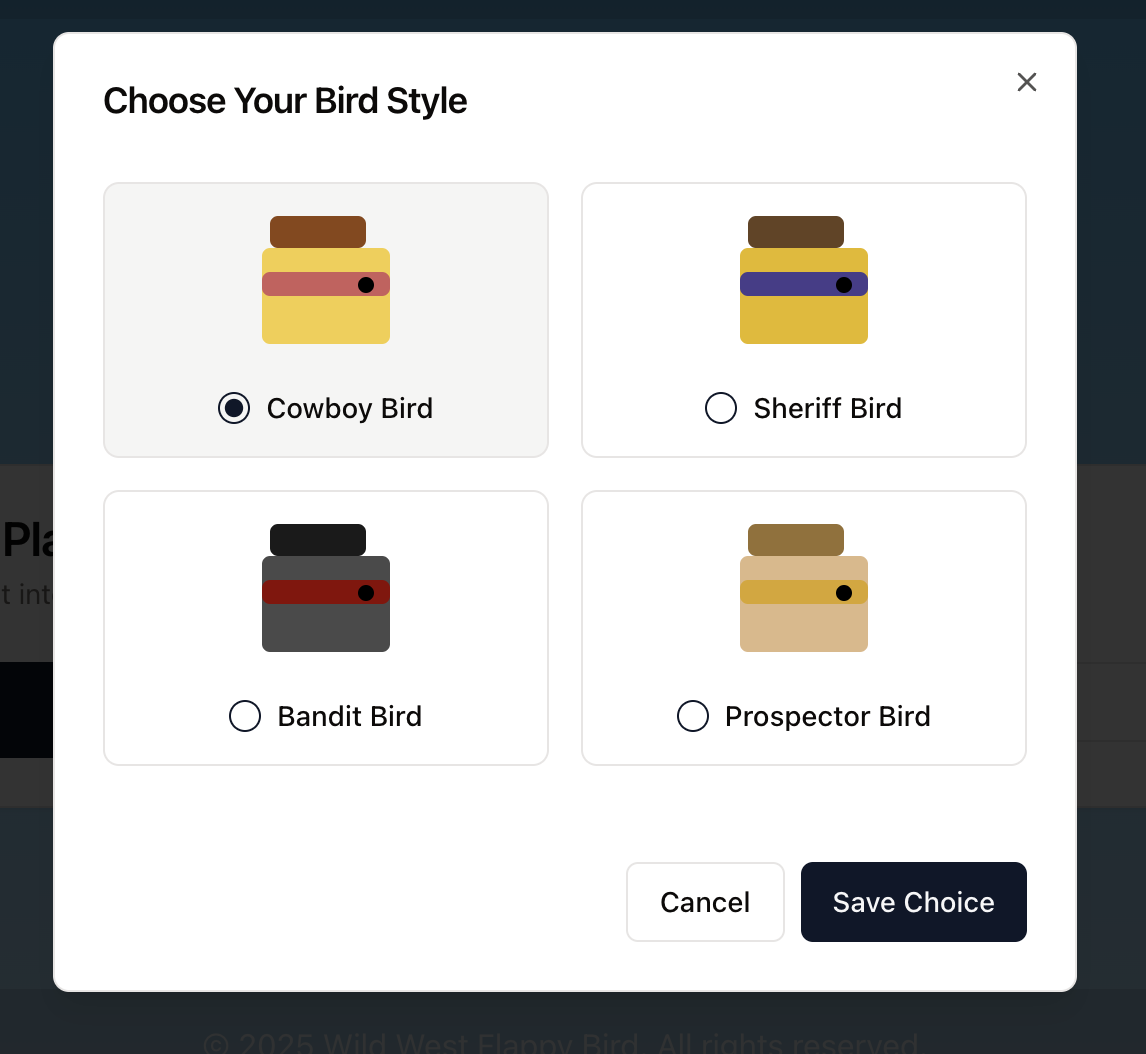 Choose Your Bird Style
Cowboy Bird
Sheriff Bird
Pla
t int
Bandit Bird
Prospector Bird
Cancel
Save Choice
© 2025 Wild West Flappy Bird. All rights reserved.